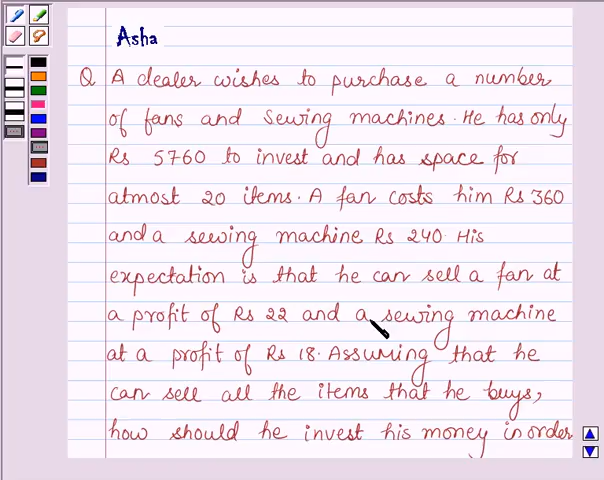 Asha
Q A dealer wishes to purchase a number
of fans and sewing machines. He has only
Rs 5760 to invest and has space for
atmost 20 items. A fan costs him Rs 360
and a sewing machine Rs 240. His
expectation is that he can sell a fan at
a profit of Rs 22 and a sewing machine
at a profit of Rs 18. Assuming that he
can sell all the items that he buys,
how should he invest his money in order